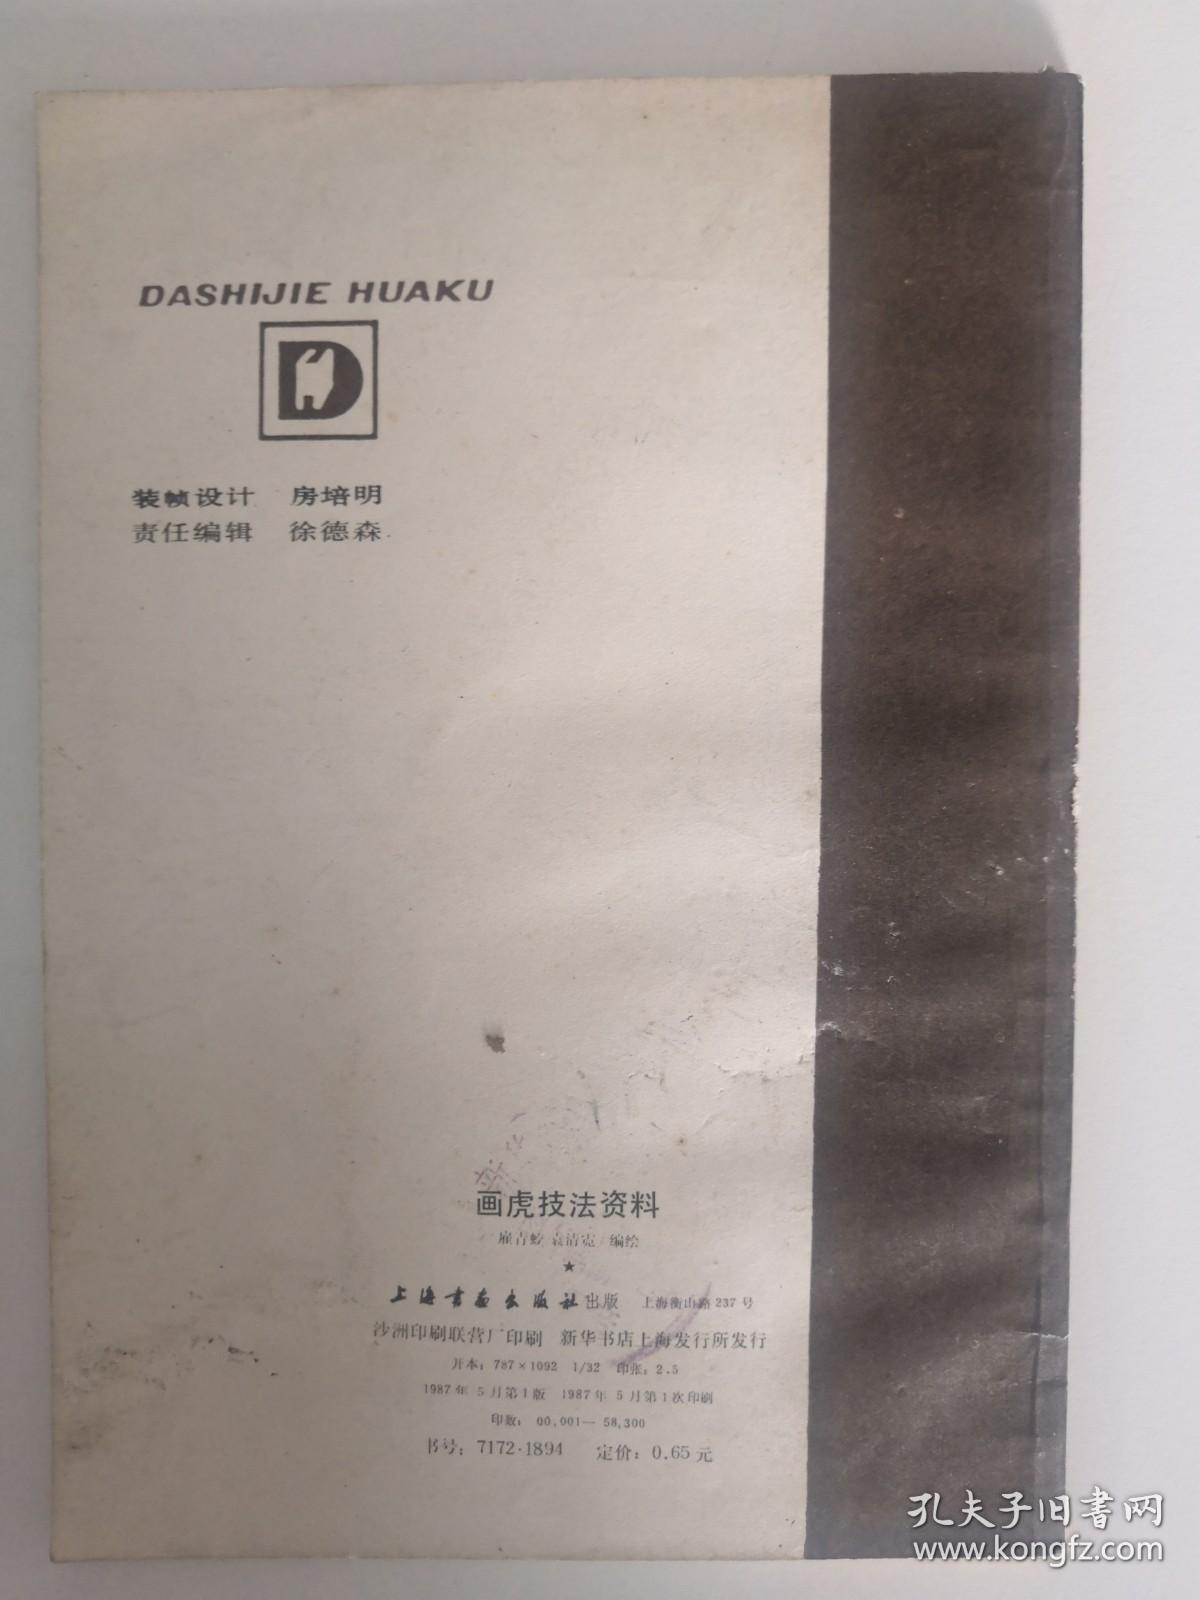 DASHIJIE HUAKU
D
装帧设计 房培明
责任编辑 徐德森
画虎技法资料
编绘
★
上海书画出版社出版 上海衡山路237号
沙洲印刷联营厂印刷 新华书店上海发行所发行
开本：787×1092 1/32 印张：2.5
1987年5月第1版 1987年5月第1次印刷
印数：00,001—58,300
书号：7172·1894 定价：0.65元
孔夫子旧书网
www.kongfz.com